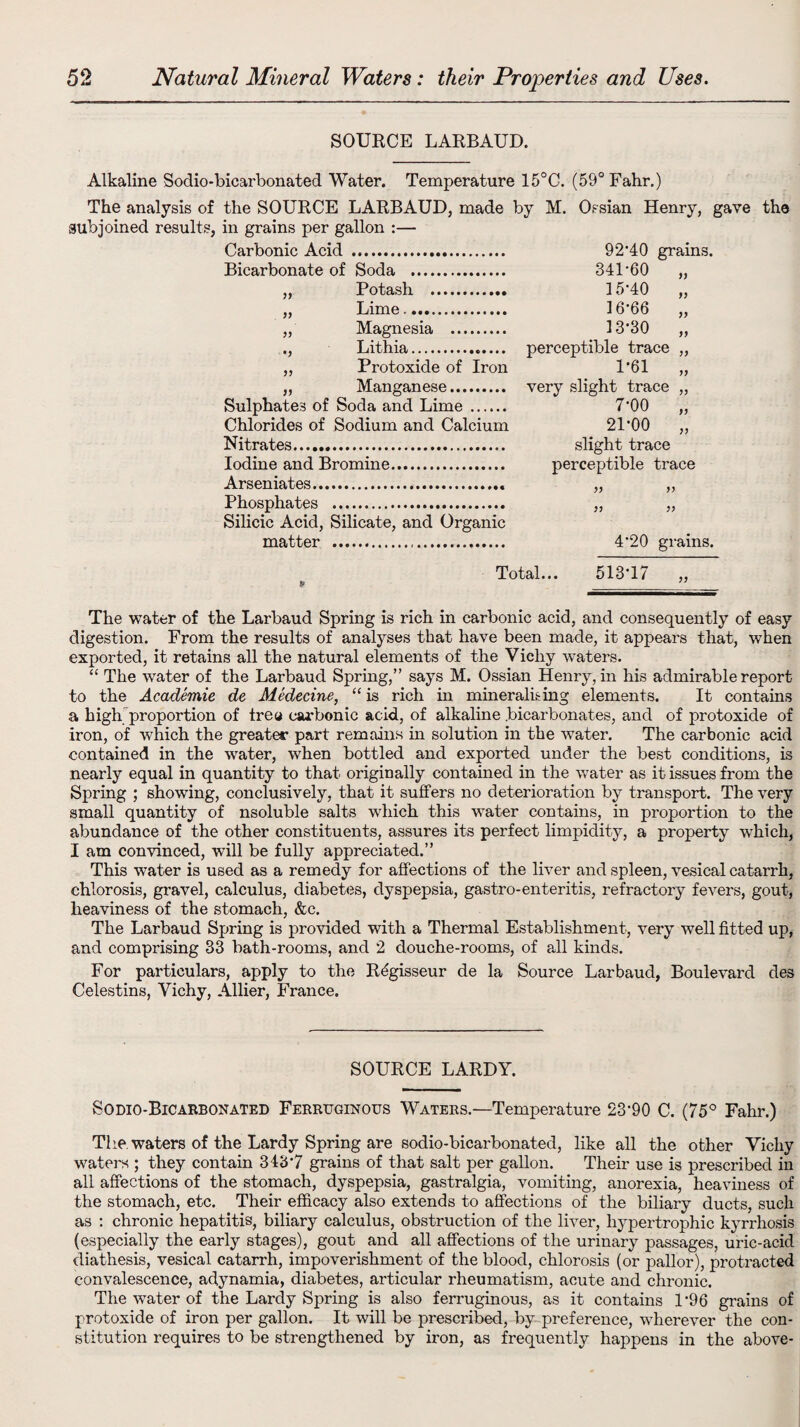 52 Natural Mineral Waters: their Properties and Uses.
SOURCE LARBAUD.
Alkaline Sodio-bicarbonated Water. Temperature 15°C. (59° Fahr.)
The analysis of the SOURCE LARBAUD, made by M. Ossian Henry, gave the
subjoined results, in grains per gallon :—
Carbonic Acid ........................ 92·40 grains.
Bicarbonate of Soda ................ 341·60 „
„ Potash ............ 15·40 „
„ Lime.................. 16·66 „
„ Magnesia ......... 13·30 „
„ Lithia............... perceptible trace „
„ Protoxide of Iron 1·61 „
„ Manganese......... very slight trace „
Sulphates of Soda and Lime ...... 7·00 „
Chlorides of Sodium and Calcium 21·00 „
Nitrates.................................. slight trace
Iodine and Bromine.................. perceptible trace
Arseniates............................... „ „
Phosphates ............................ „ „
Silicic Acid, Silicate, and Organic
matter ............................ 4·20 grains.
Total... 513·17 „
The water of the Larbaud Spring is rich in carbonic acid, and consequently of easy
digestion. From the results of analyses that have been made, it appears that, when
exported, it retains all the natural elements of the Vichy waters.
“ The water of the Larbaud Spring,” says M. Ossian Henry, in his admirable report
to the Académie de Médecine, “ is rich in mineralising elements. It contains
a high proportion of free carbonic acid, of alkaline bicarbonates, and of protoxide of
iron, of which the greater part remains in solution in the water. The carbonic acid
contained in the water, when bottled and exported under the best conditions, is
nearly equal in quantity to that originally contained in the water as it issues from the
Spring ; showing, conclusively, that it suffers no deterioration by transport. The very
small quantity of nsoluble salts which this water contains, in proportion to the
abundance of the other constituents, assures its perfect limpidity, a property which,
I am convinced, will be fully appreciated.”
This water is used as a remedy for affections of the liver and spleen, vesical catarrh,
chlorosis, gravel, calculus, diabetes, dyspepsia, gastro-enteritis, refractory fevers, gout,
heaviness of the stomach, &c.
The Larbaud Spring is provided with a Thermal Establishment, very well fitted up,
and comprising 33 bath-rooms, and 2 douche-rooms, of all kinds.
For particulars, apply to the Régisseur de la Source Larbaud, Boulevard des
Celestins, Vichy, Allier, France.
SOURCE LARDY.
SODIO-BICARBONATED FERRUGINOUS WATERS.—Temperature 23·90 C. (75° Fahr.)
The waters of the Lardy Spring are sodio-bicarbonated, like all the other Vichy
waters ; they contain 343·7 grains of that salt per gallon. Their use is prescribed in
all affections of the stomach, dyspepsia, gastralgia, vomiting, anorexia, heaviness of
the stomach, etc. Their efficacy also extends to affections of the biliary ducts, such
as : chronic hepatitis, biliary calculus, obstruction of the liver, hypertrophic kyrrhosis
(especially the early stages), gout and all affections of the urinary passages, uric-acid
diathesis, vesical catarrh, impoverishment of the blood, chlorosis (or pallor), protracted
convalescence, adynamia, diabetes, articular rheumatism, acute and chronic.
The water of the Lardy Spring is also ferruginous, as it contains 1·96 grains of
protoxide of iron per gallon. It will be prescribed, by preference, wherever the con-
stitution requires to be strengthened by iron, as frequently happens in the above-